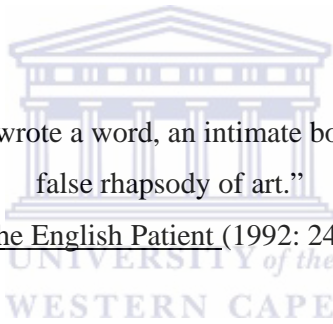 wrote a word, an intimate bo
false rhapsody of art.”
he English Patient (1992: 24
UNIVERSITY of the
WESTERN CAPE